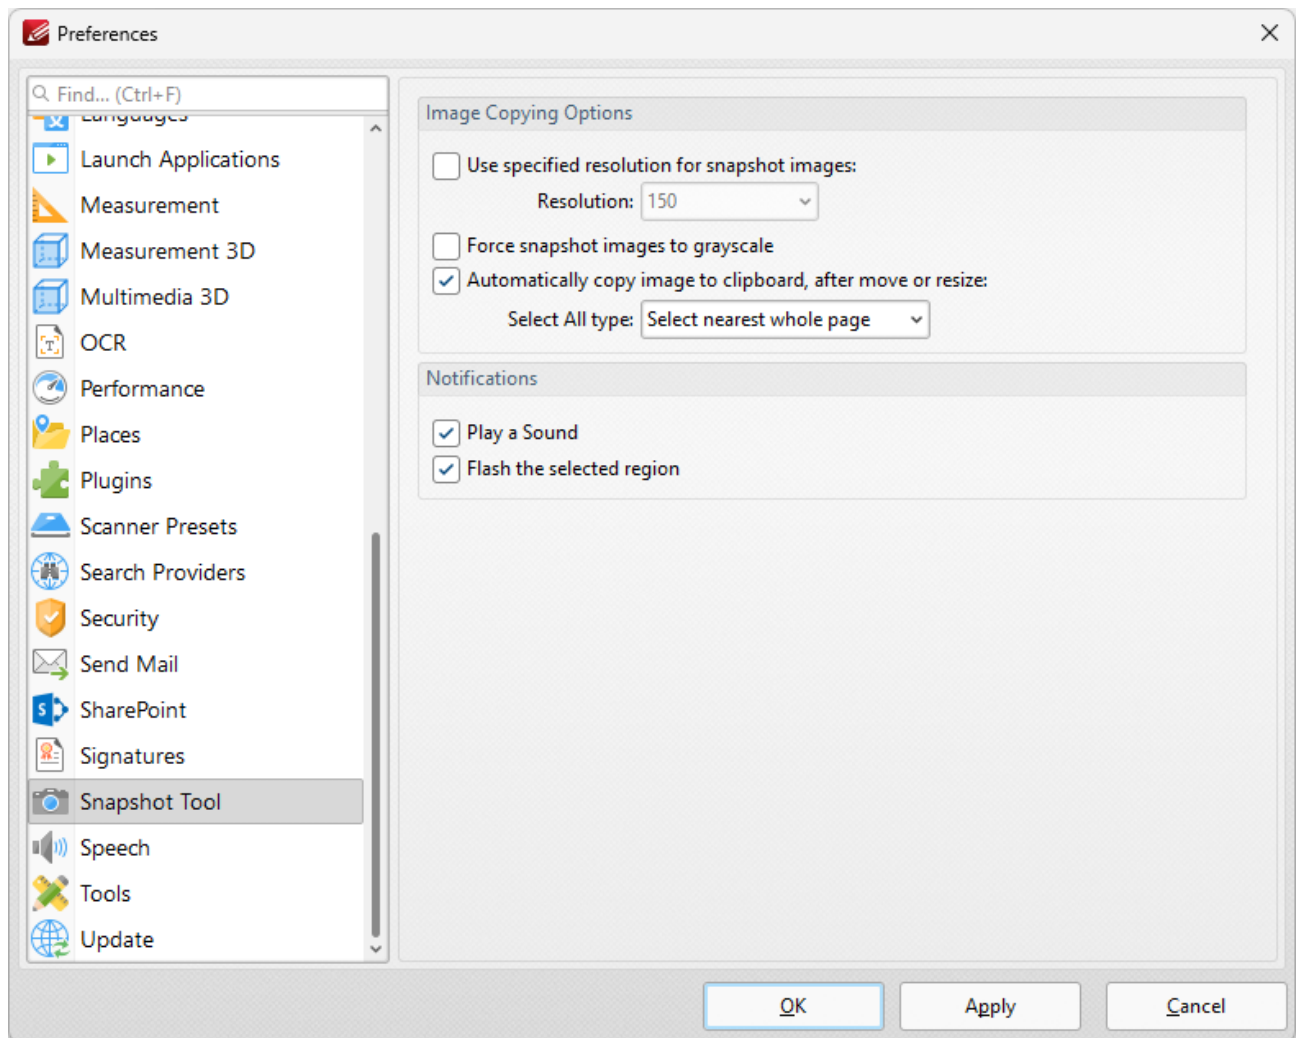 Preferences
Find... (Ctrl+F)
Languages
Launch Applications
Measurement
Measurement 3D
Multimedia 3D
OCR
Performance
Places
Plugins
Scanner Presets
Search Providers
Security
Send Mail
SharePoint
Signatures
Snapshot Tool
Speech
Tools
Update
Image Copying Options
Use specified resolution for snapshot images:
Resolution: 150
Force snapshot images to grayscale
Automatically copy image to clipboard, after move or resize:
Select All type: Select nearest whole page
Notifications
Play a Sound
Flash the selected region
OK Apply Cancel